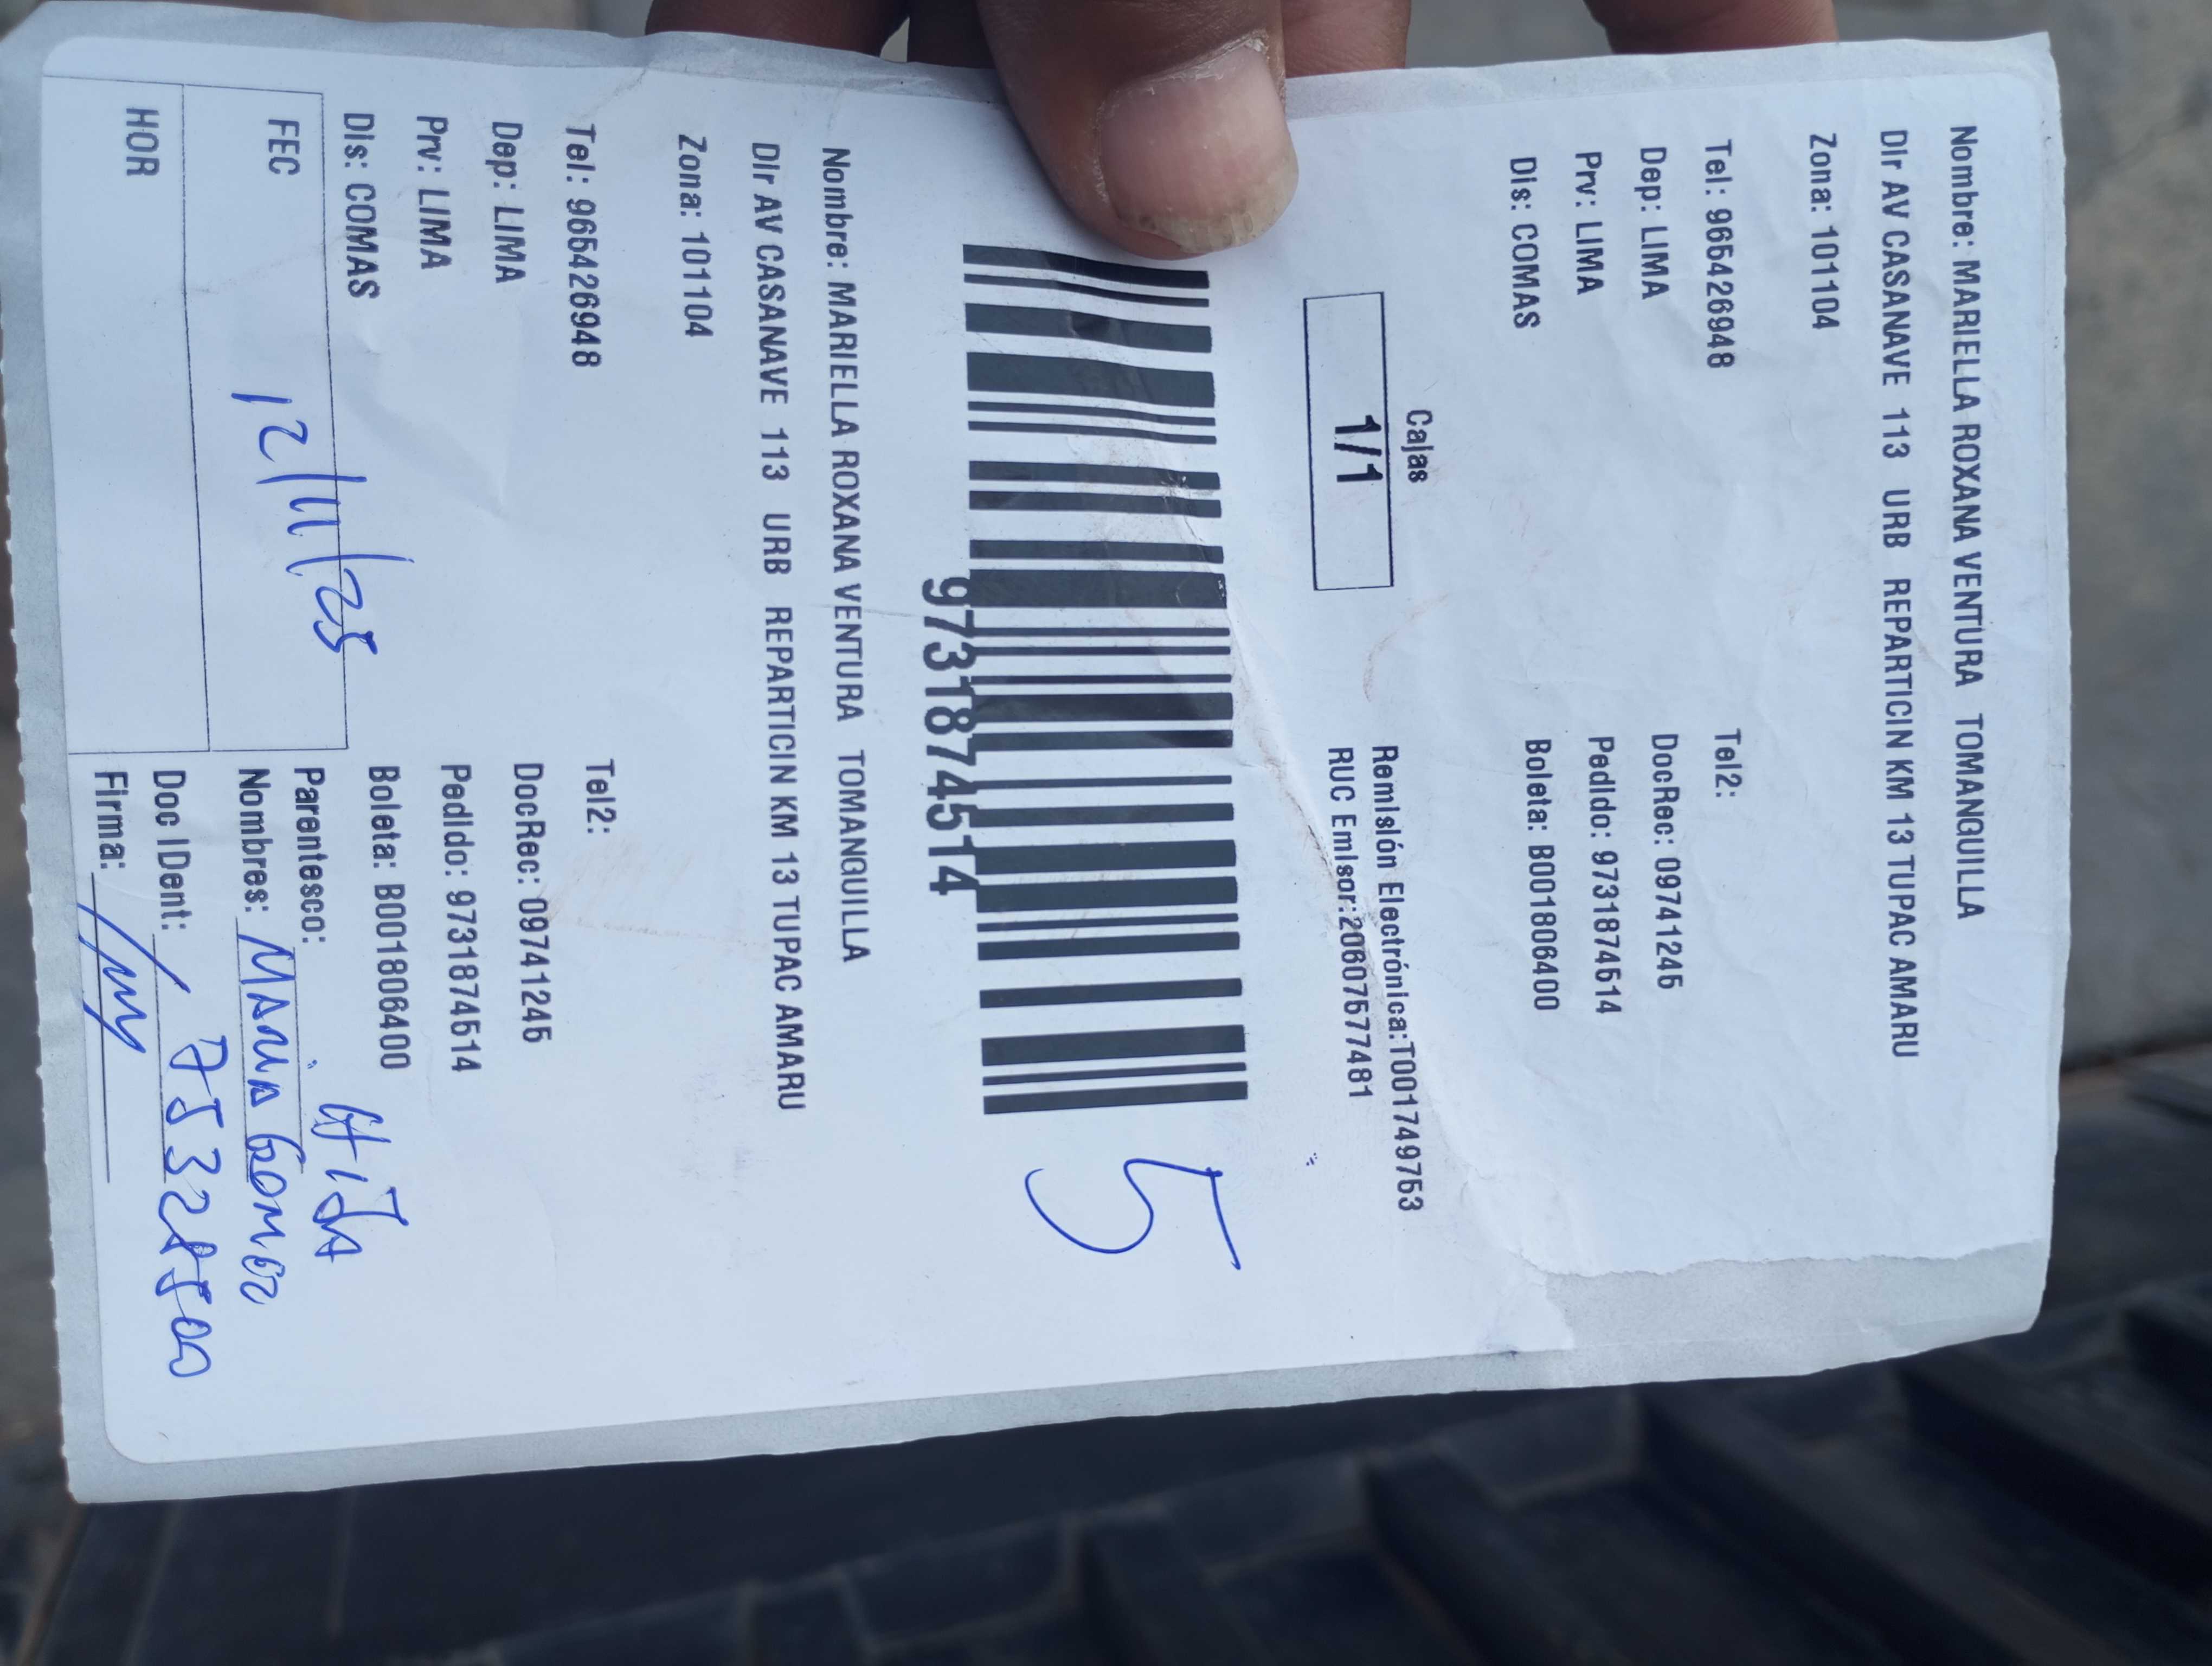 Nombre: MARIELLA ROXANA VENTURA TOMANGUILLA
Dir AV CASANAVE 113 URB REPARTICIN KM 13 TUPAC AMARU
Zona: 101104
Tel: 965426948 Tel2:
Dep: LIMA DocRec: 09741245
Prv: LIMA Pedido: 9731874514
Dis: COMAS Boleta: B001806400
Cajas
1/1
Remisión Electrónica:T001749753
RUC Emisor:20607577481
9731874514
5
Nombre: MARIELLA ROXANA VENTURA TOMANGUILLA
Dir AV CASANAVE 113 URB REPARTICIN KM 13 TUPAC AMARU
Zona: 101104
Tel: 965426948 Tel2:
Dep: LIMA DocRec: 09741245
Prv: LIMA Pedido: 9731874514
Dis: COMAS Boleta: B001806400
FEC 12/11/25
HOR
Parentesco: HIJA
Nombres: MARIA GOMEZ
Doc IDent:
Firma: